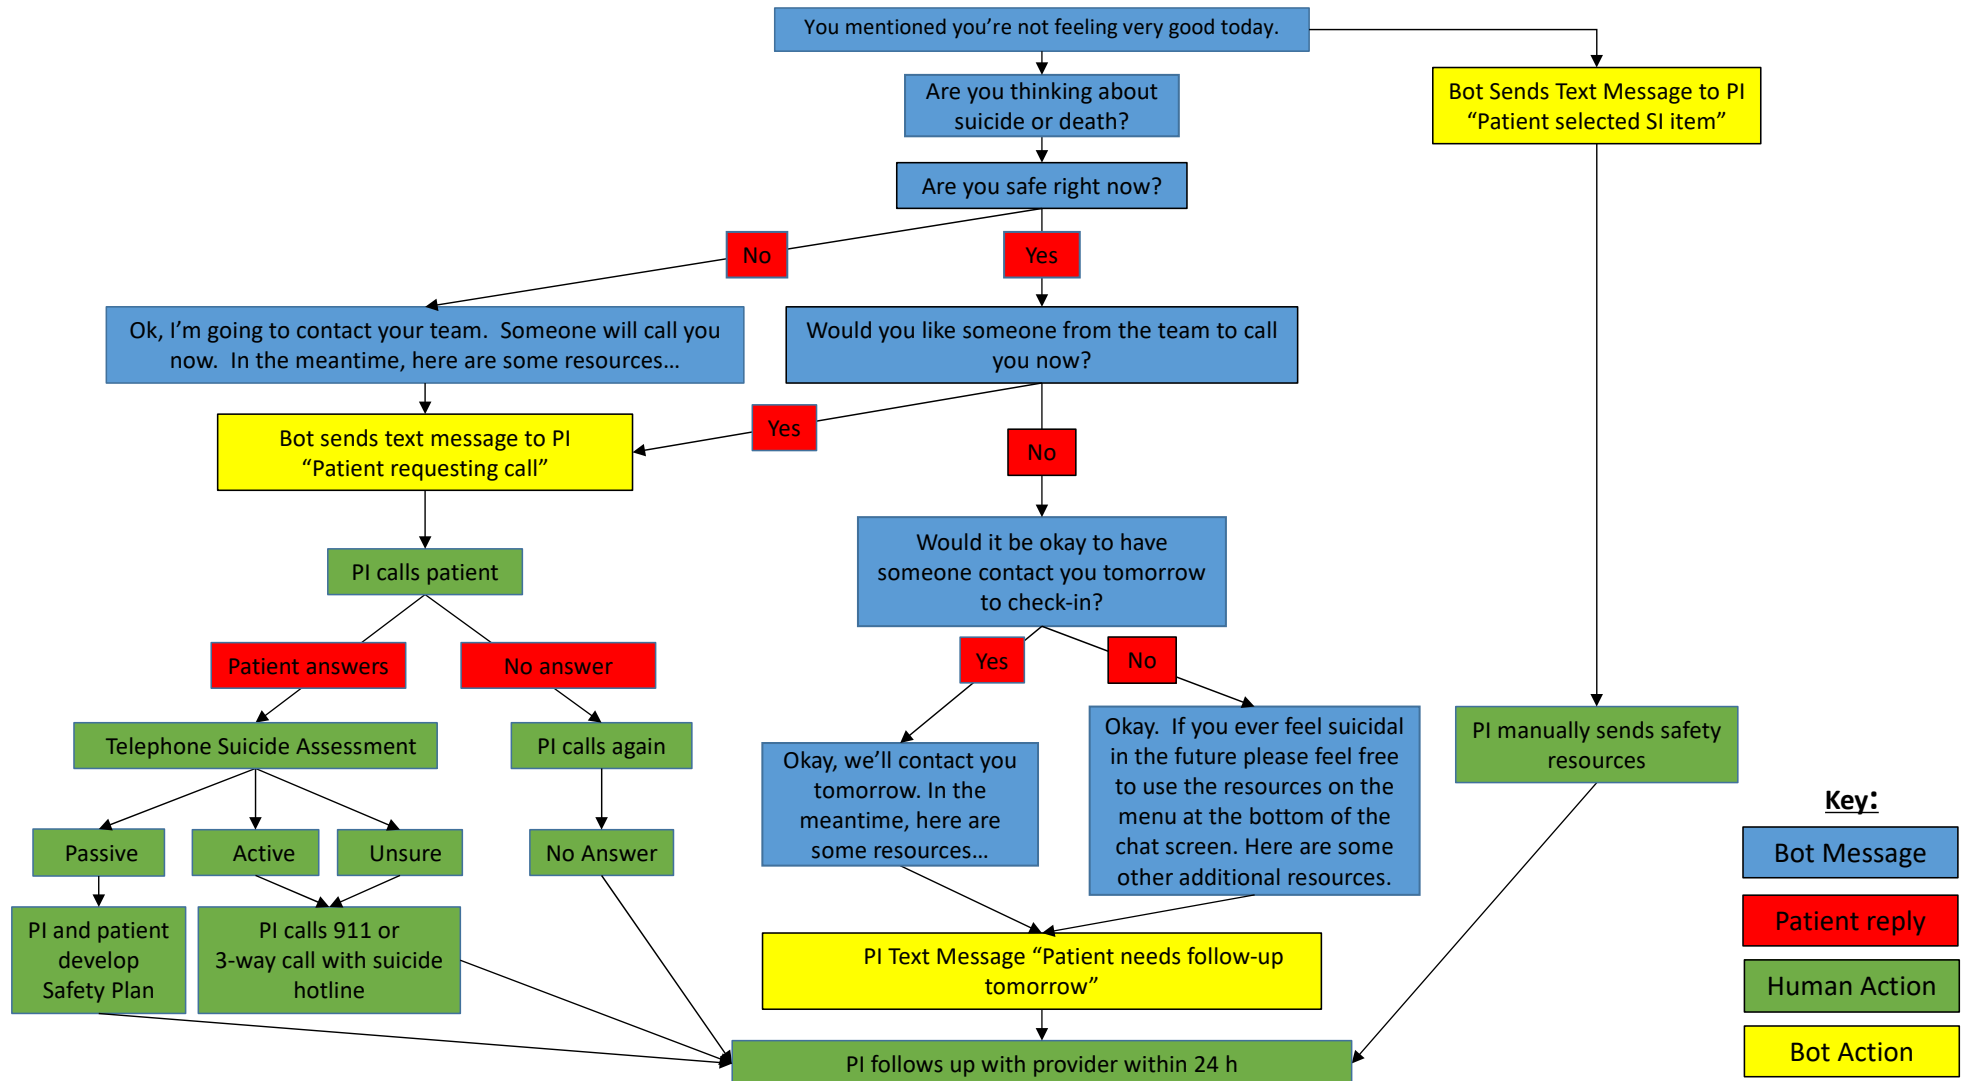 You mentioned you’re not feeling very good today.
Are you thinking about
suicide or death?
Bot Sends Text Message to PI
“Patient selected SI item”
Are you safe right now?
No
Yes
Ok, I’m going to contact your team.  Someone will call you
now.  In the meantime, here are some resources…
Would you like someone from the team to call
you now?
Yes
No
Bot sends text message to PI
“Patient requesting call”
PI calls patient
Would it be okay to have
someone contact you tomorrow
to check-in?
Patient answers
No answer
Yes
No
Telephone Suicide Assessment
PI calls again
Okay, we’ll contact you
tomorrow. In the
meantime, here are
some resources…
Okay.  If you ever feel suicidal
in the future please feel free
to use the resources on the
menu at the bottom of the
chat screen. Here are some
other additional resources.
PI manually sends safety
resources
Passive
Active
Unsure
No Answer
PI and patient
develop
Safety Plan
PI calls 911 or
3-way call with suicide
hotline
PI Text Message “Patient needs follow-up
tomorrow”
PI follows up with provider within 24 h
Key:
Bot Message
Patient reply
Human Action
Bot Action